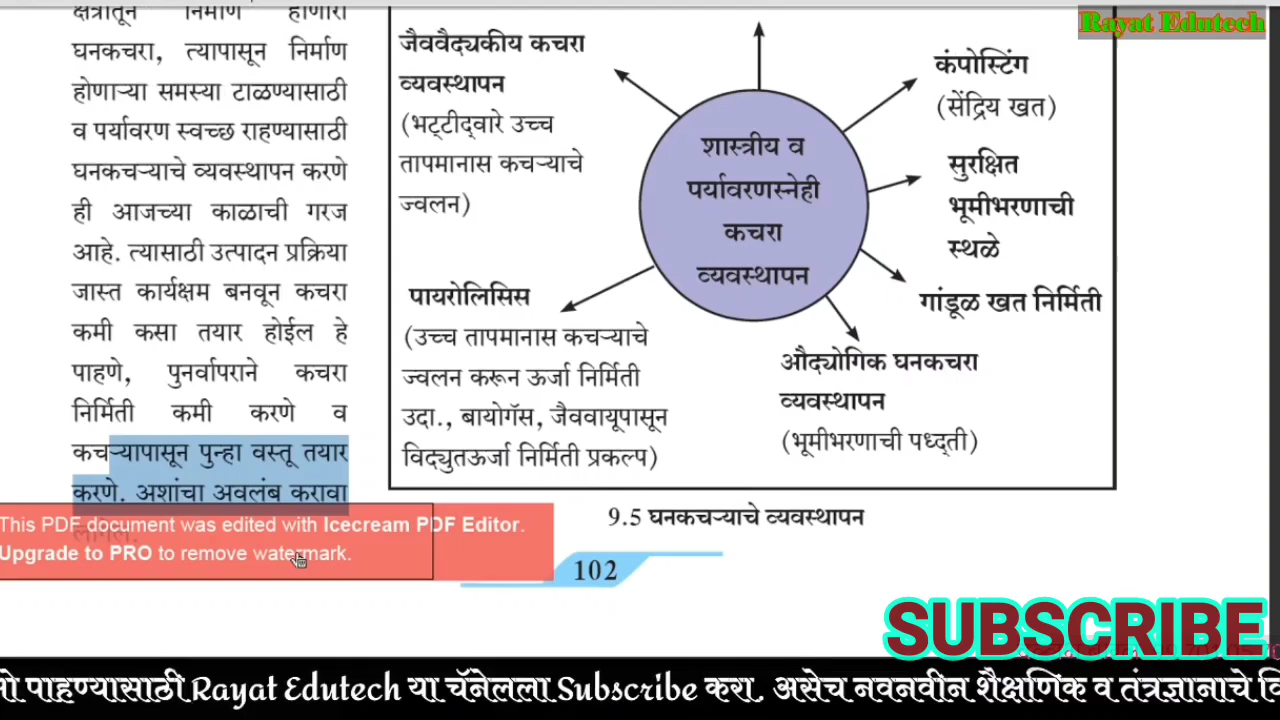 Rayat Edutech
क्षेत्रातून निर्माण होणारा
घनकचरा, त्यापासून निर्माण
होणाऱ्या समस्या टाळण्यासाठी
व पर्यावरण स्वच्छ राहण्यासाठी
घनकचऱ्याचे व्यवस्थापन करणे
ही आजच्या काळाची गरज
आहे. त्यासाठी उत्पादन प्रक्रिया
जास्त कार्यक्षम बनवून कचरा
कमी कसा तयार होईल हे
पाहणे, पुनर्वापराने कचरा
निर्मिती कमी करणे व
कचऱ्यापासून पुन्हा वस्तू तयार
करणे. अशांचा अवलंब करावा
लागेल.
जैववैद्यकीय कचरा
व्यवस्थापन
(भट्टीद्वारे उच्च
तापमानास कचऱ्याचे
ज्वलन)
पायरोलिसिस
(उच्च तापमानास कचऱ्याचे
ज्वलन करून ऊर्जा निर्मिती
उदा., बायोगॅस, जैववायूपासून
विद्युतऊर्जा निर्मिती प्रकल्प)
शास्त्रीय व
पर्यावरणस्नेही
कचरा
व्यवस्थापन
कंपोस्टिंग
(सेंद्रिय खत)
सुरक्षित
भूमीभरणाची
स्थळे
गांडूळ खत निर्मिती
औद्योगिक घनकचरा
व्यवस्थापन
(भूमीभरणाची पध्द्ती)
9.5 घनकचऱ्याचे व्यवस्थापन
This PDF document was edited with Icecream PDF Editor.
Upgrade to PRO to remove watermark.
102
SUBSCRIBE
पाहण्यासाठी Rayat Edutech या चॅनेलला Subscribe करा. असेच नवनवीन शैक्षणिक व तंत्रज्ञानाचे